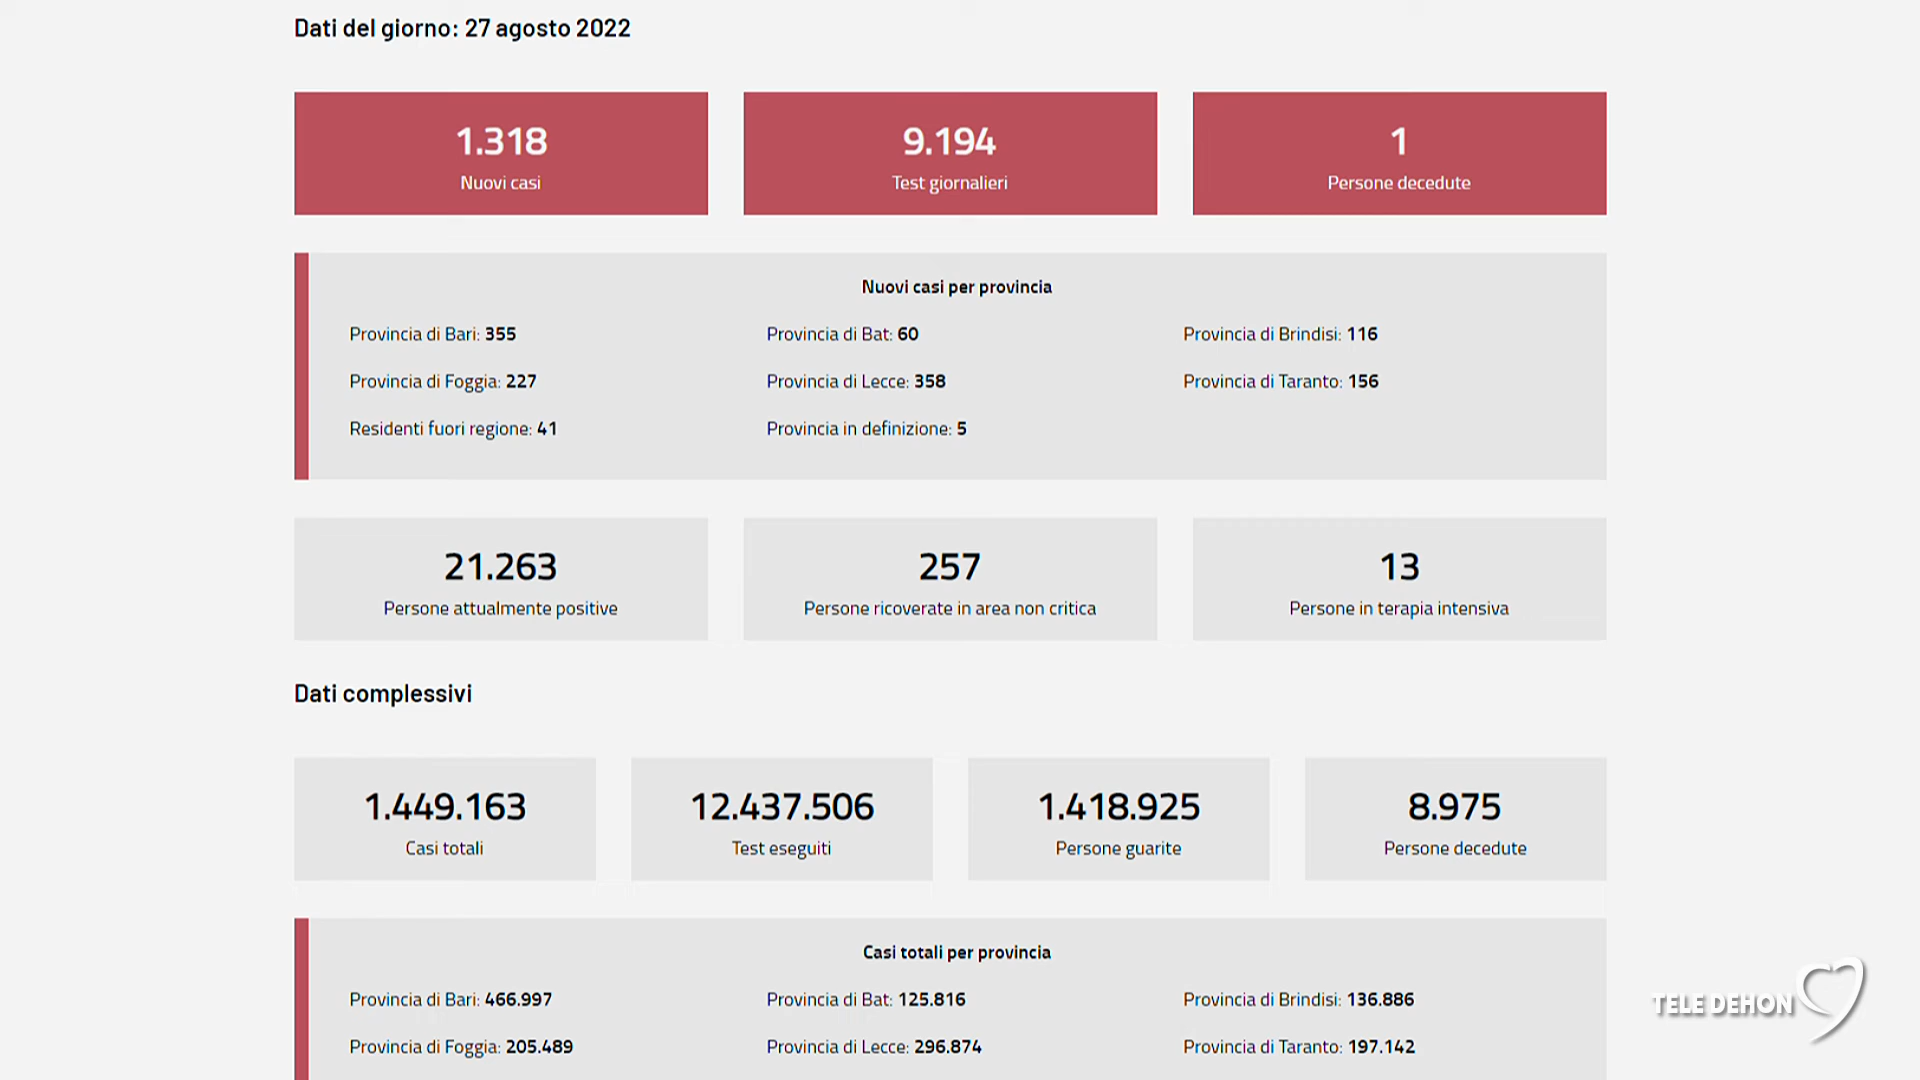 Dati del giorno: 27 agosto 2022
1.318
Nuovi casi
9.194
Test giornalieri
1
Persone decedute
Nuovi casi per provincia
Provincia di Bari: 355
Provincia di Bat: 60
Provincia di Brindisi: 116
Provincia di Foggia: 227
Provincia di Lecce: 358
Provincia di Taranto: 156
Residenti fuori regione: 41
Provincia in definizione: 5
21.263
Persone attualmente positive
257
Persone ricoverate in area non critica
13
Persone in terapia intensiva
Dati complessivi
1.449.163
Casi totali
12.437.506
Test eseguiti
1.418.925
Persone guarite
8.975
Persone decedute
Casi totali per provincia
Provincia di Bari: 466.997
Provincia di Bat: 125.816
Provincia di Brindisi: 136.886
Provincia di Foggia: 205.489
Provincia di Lecce: 296.874
Provincia di Taranto: 197.142
TELE DEHON